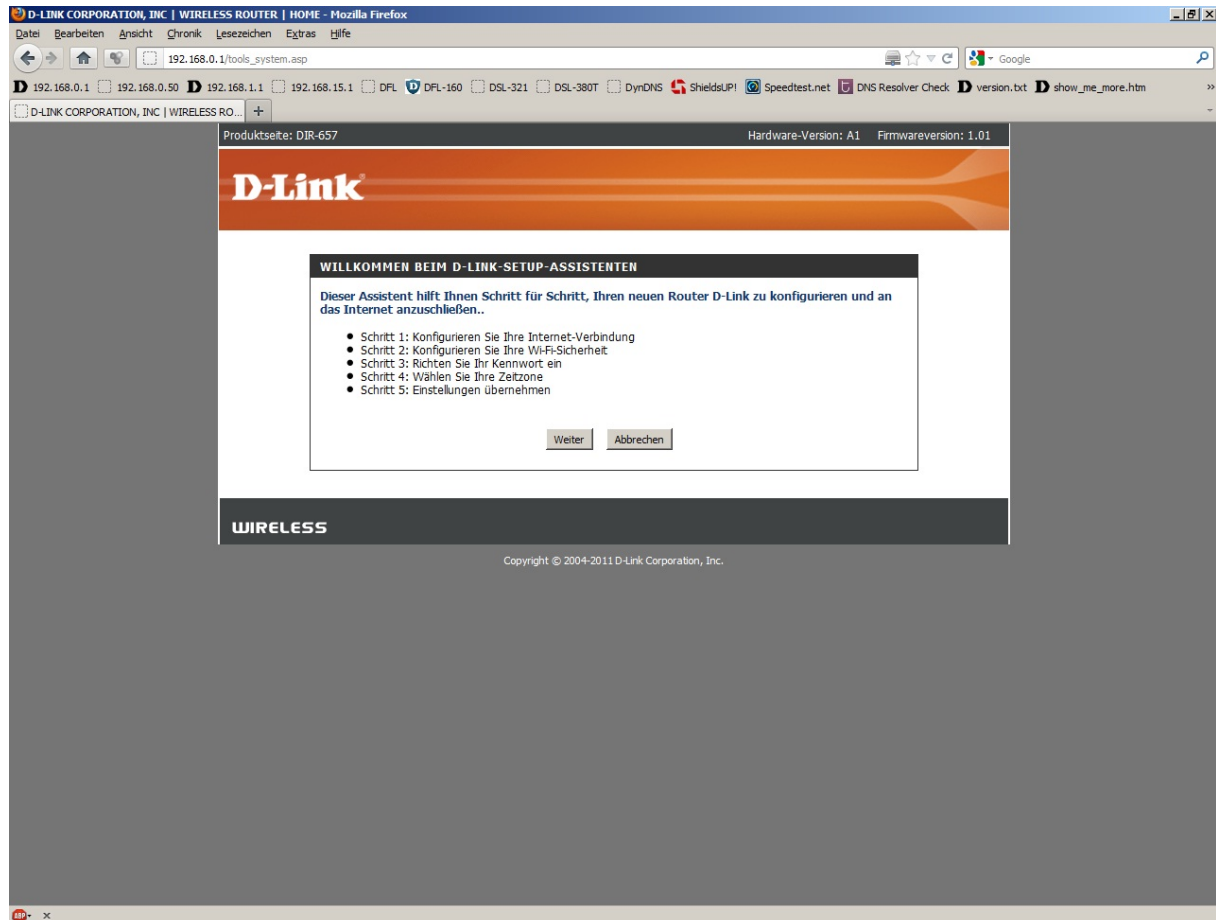 D-LINK CORPORATION, INC | WIRELESS ROUTER | HOME - Mozilla Firefox
Datei Bearbeiten Ansicht Chronik Lesezeichen Extras Hilfe
192.168.0.1/tools_system.asp
Google
192.168.0.1 192.168.0.50 192.168.1.1 192.168.15.1 DFL DFL-160 DSL-321 DSL-380T DynDNS ShieldsUP! Speedtest.net DNS Resolver Check version.txt show_me_more.htm »
D-LINK CORPORATION, INC | WIRELESS RO... +
Produktseite: DIR-657 Hardware-Version: A1 Firmwareversion: 1.01
D-Link
WILLKOMMEN BEIM D-LINK-SETUP-ASSISTENTEN
Dieser Assistent hilft Ihnen Schritt für Schritt, Ihren neuen Router D-Link zu konfigurieren und an
das Internet anzuschließen..
• Schritt 1: Konfigurieren Sie Ihre Internet-Verbindung
• Schritt 2: Konfigurieren Sie Ihre Wi-Fi-Sicherheit
• Schritt 3: Richten Sie Ihr Kennwort ein
• Schritt 4: Wählen Sie Ihre Zeitzone
• Schritt 5: Einstellungen übernehmen
Weiter Abbrechen
WIRELESS
Copyright © 2004-2011 D-Link Corporation, Inc.
ABP